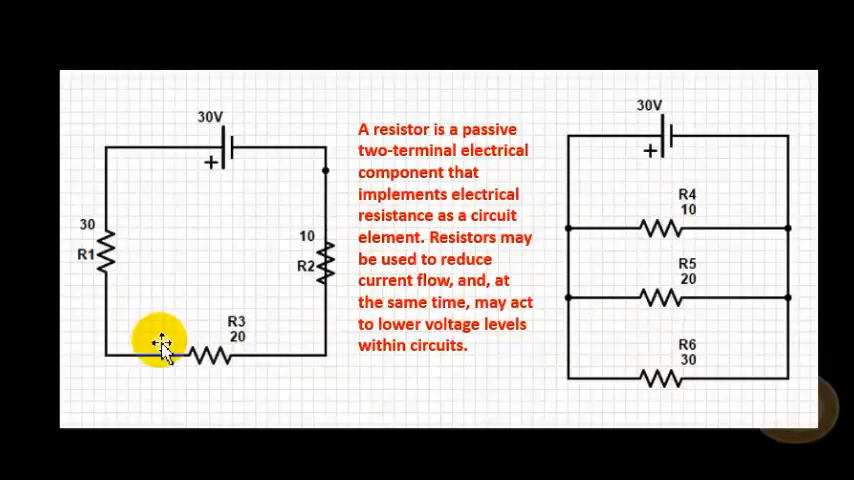 30V
+
30
R1
10
R2
R3
20
A resistor is a passive
two-terminal electrical
component that
implements electrical
resistance as a circuit
element. Resistors may
be used to reduce
current flow, and, at
the same time, may act
to lower voltage levels
within circuits.
30V
+
R4
10
R5
20
R6
30